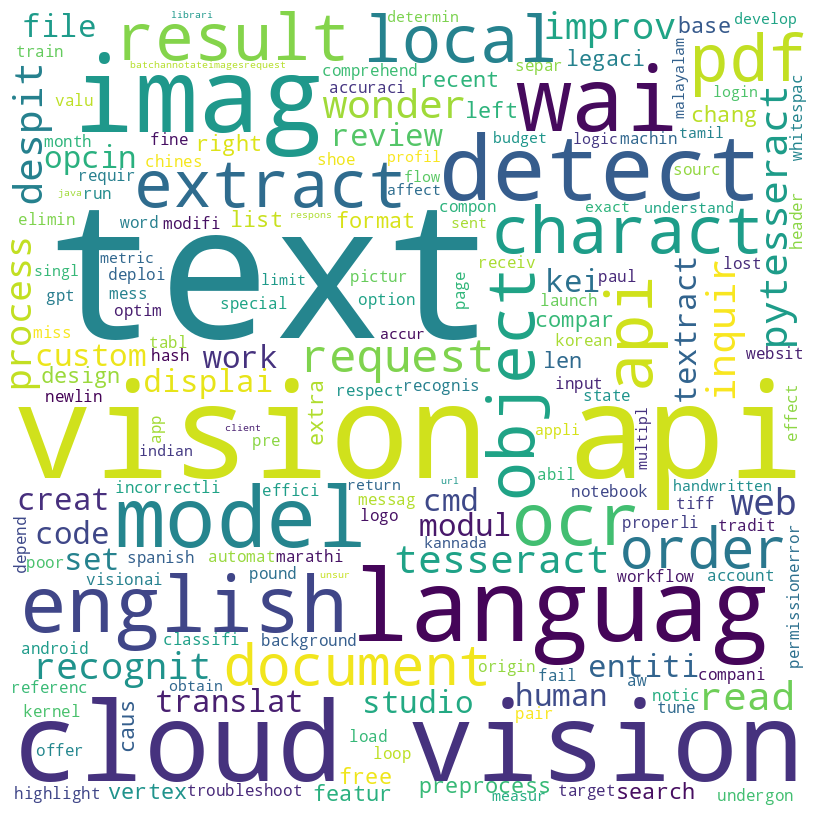 librari
determin
develop
file
result
local
improv
base
train
batchannotateimagesrequest
separ
legaci
pdf
malayalam
despit
imag
comprehend
recent
wai
valu
accuraci
wonder
left
chang
login
whitespac
month
fine
right
review
budget
logic
machin
tamil
opcin
chines
shoe
profil
flow
detect
sourc
requir
extract
affect
java
run
compon
exact
understand
header
elimin
word
modifi
list
respons
format
sent
charact
pytesseract
process
text
metric
receiv
page
kei
paul
lost
singl
deploi
limit
pictur
object
api
textract
inquir
gpt
mess
special
option
launch
optim
compar
miss
tabl
accur
korean
websit
custom
hash
work
request
len
input
design
displai
extra
respect
recognis
state
newlin
effect
vision api
app
client
pre
appli
multipl
indian
abil
url
creat
incorrectli
effici
return
messag
cmd
notebook
handwritten
tiff
web
code
model
logo
modul
ocr
properli
tradit
depend
poor
set
automat
marathi
kannada
order
permissionerror
spanish
unsur
tesseract
visionai
pound
workflow
account
english
languag
android
classifi
background
recognit
document
origin
entiti
referenc
obtain
fail
aw
compani
kernel
translat
studio
human
tune
notic
read
caus
pair
cloud vision
offer
load
loop
free
preprocess
highlight
vertex
troubleshoot
featur
measur
target
search
undergon